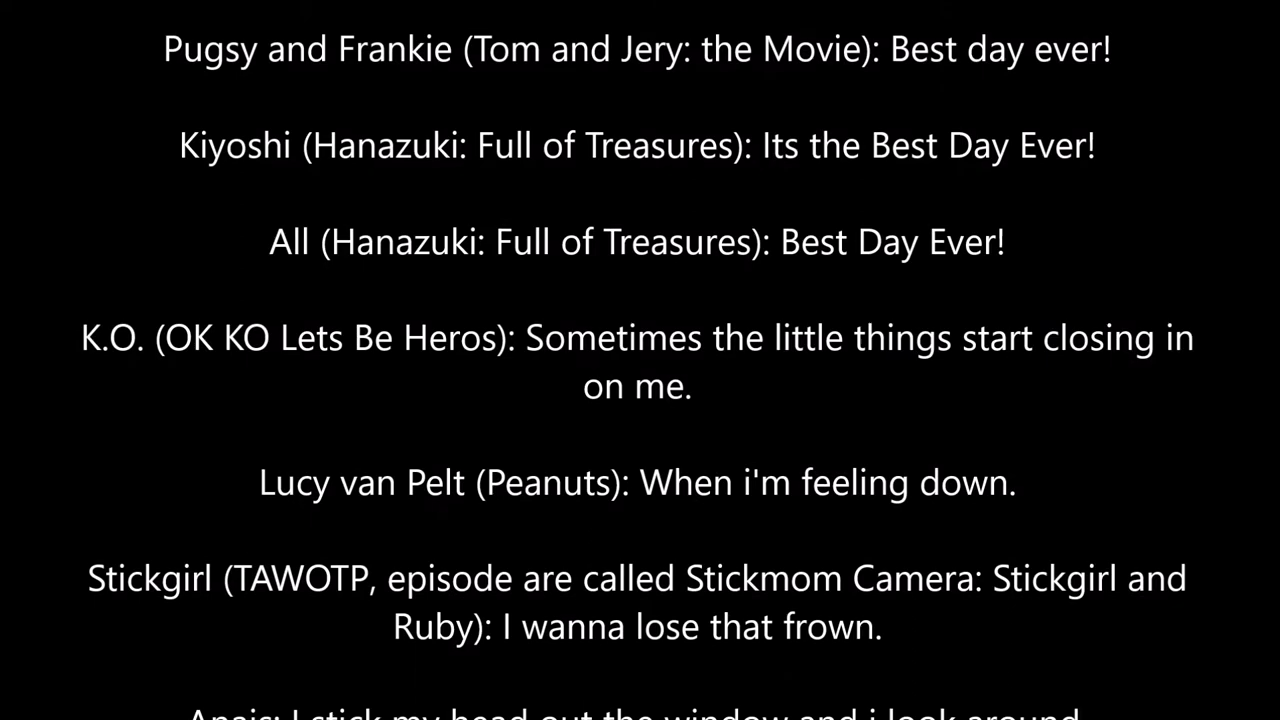 Pugsy and Frankie (Tom and Jery: the Movie): Best day ever!
Kiyoshi (Hanazuki: Full of Treasures): Its the Best Day Ever!
All (Hanazuki: Full of Treasures): Best Day Ever!
K.O. (OK KO Lets Be Heros): Sometimes the little things start closing in
on me.
Lucy van Pelt (Peanuts): When i'm feeling down.
Stickgirl (TAWOTP, episode are called Stickmom Camera: Stickgirl and
Ruby): I wanna lose that frown.
Anais: I stick my head out the window and i look around